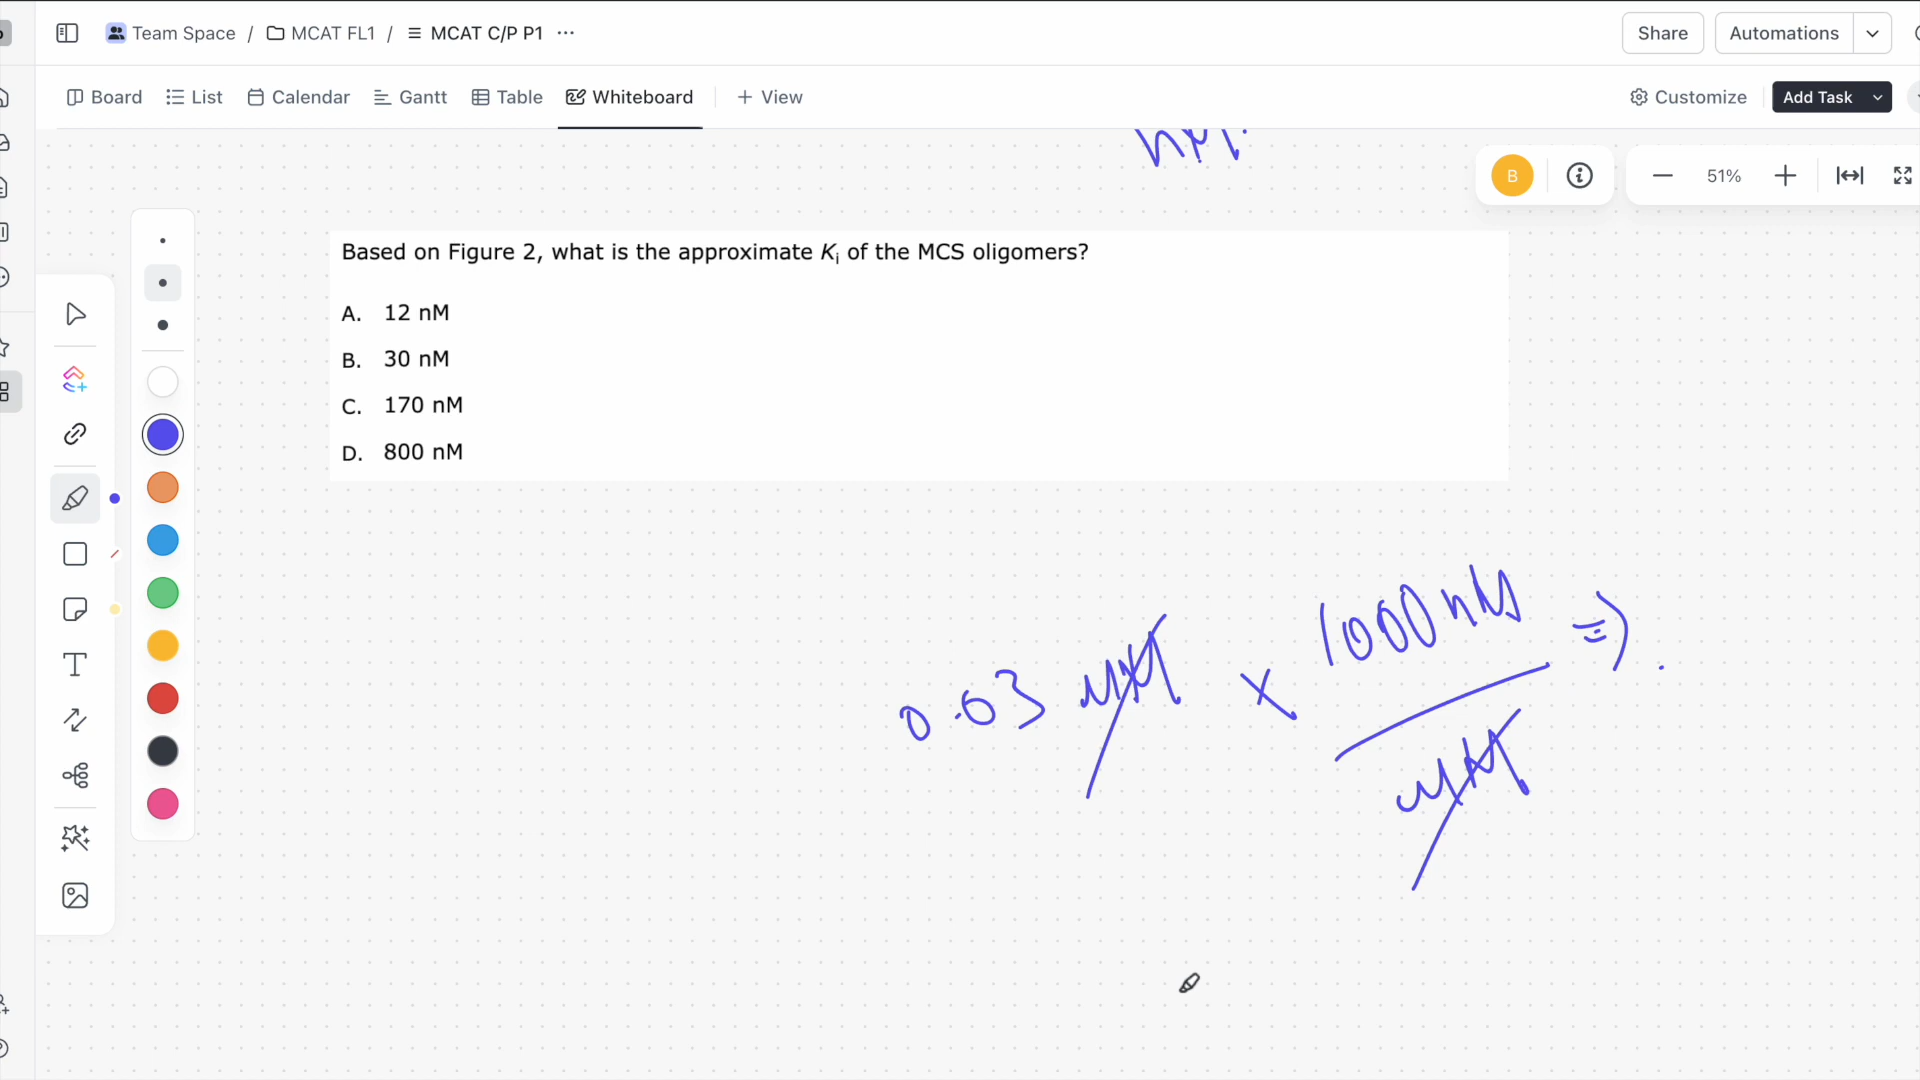 Team Space / MCAT FL1 / MCAT C/P P1 ...
Share
Automations
Board
List
Calendar
Gantt
Table
Whiteboard
+ View
Customize
Add Task
nM.
B
51%
Based on Figure 2, what is the approximate Ki of the MCS oligomers?
A. 12 nM
B. 30 nM
C. 170 nM
D. 800 nM
0.03 μM × 1000 nM ⇒ .
μM